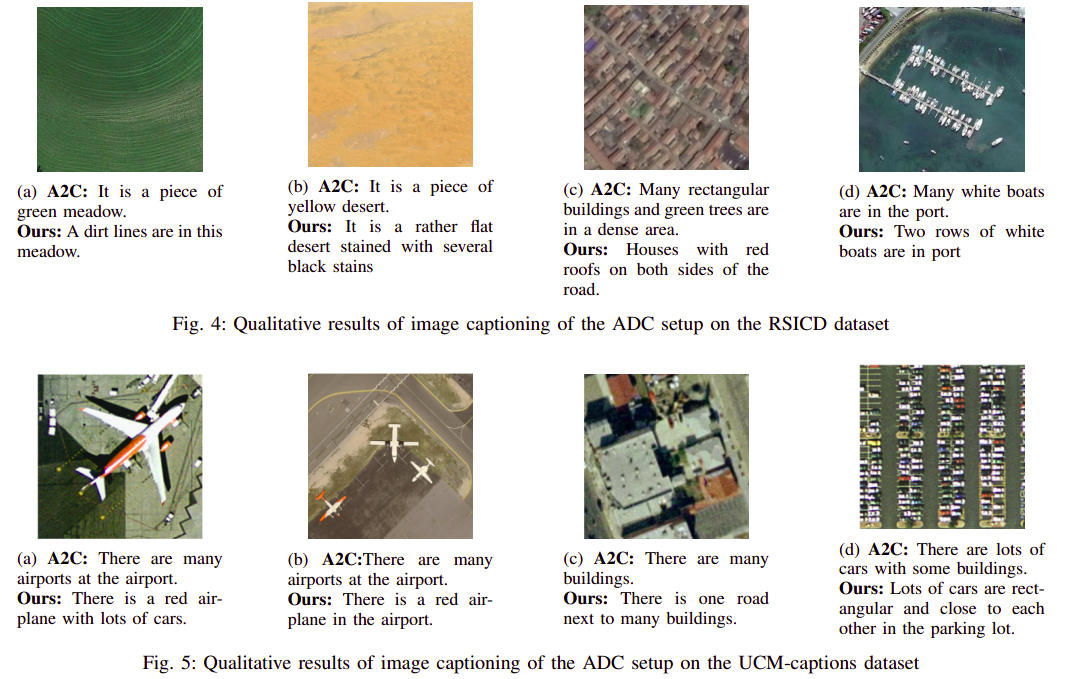 (a) A2C: It is a piece of
green meadow.
Ours: A dirt lines are in this
meadow.
(b) A2C: It is a piece of
yellow desert.
Ours: It is a rather flat
desert stained with several
black stains
(c) A2C: Many rectangular
buildings and green trees are
in a dense area.
Ours: Houses with red
roofs on both sides of the
road.
(d) A2C: Many white boats
are in the port.
Ours: Two rows of white
boats are in port
Fig. 4: Qualitative results of image captioning of the ADC setup on the RSICD dataset
(a) A2C: There are many
airports at the airport.
Ours: There is a red air-
plane with lots of cars.
(b) A2C:There are many
airports at the airport.
Ours: There is a red air-
plane in the airport.
(c) A2C: There are many
buildings.
Ours: There is one road
next to many buildings.
(d) A2C: There are lots of
cars with some buildings.
Ours: Lots of cars are rect-
angular and close to each
other in the parking lot.
Fig. 5: Qualitative results of image captioning of the ADC setup on the UCM-captions dataset